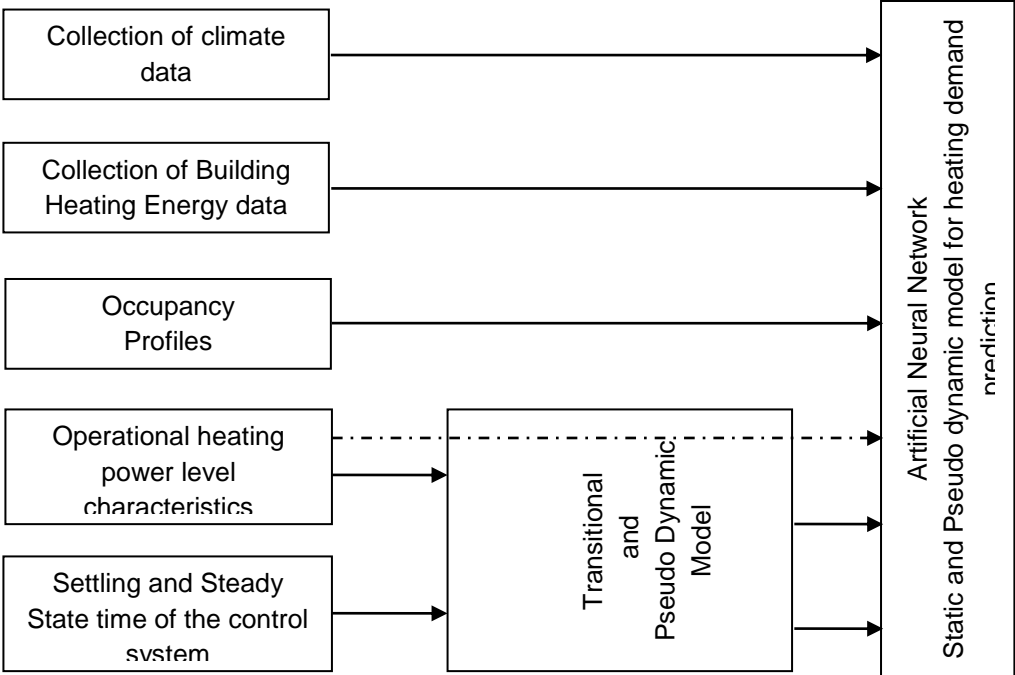 Collection of climate
data
Collection of Building
Heating Energy data
Occupancy
Profiles
Operational heating
power level
characteristics
Settling and Steady
State time of the control
system
Transitional
and
Pseudo Dynamic
Model
Artificial Neural Network
Static and Pseudo dynamic model for heating demand
prediction